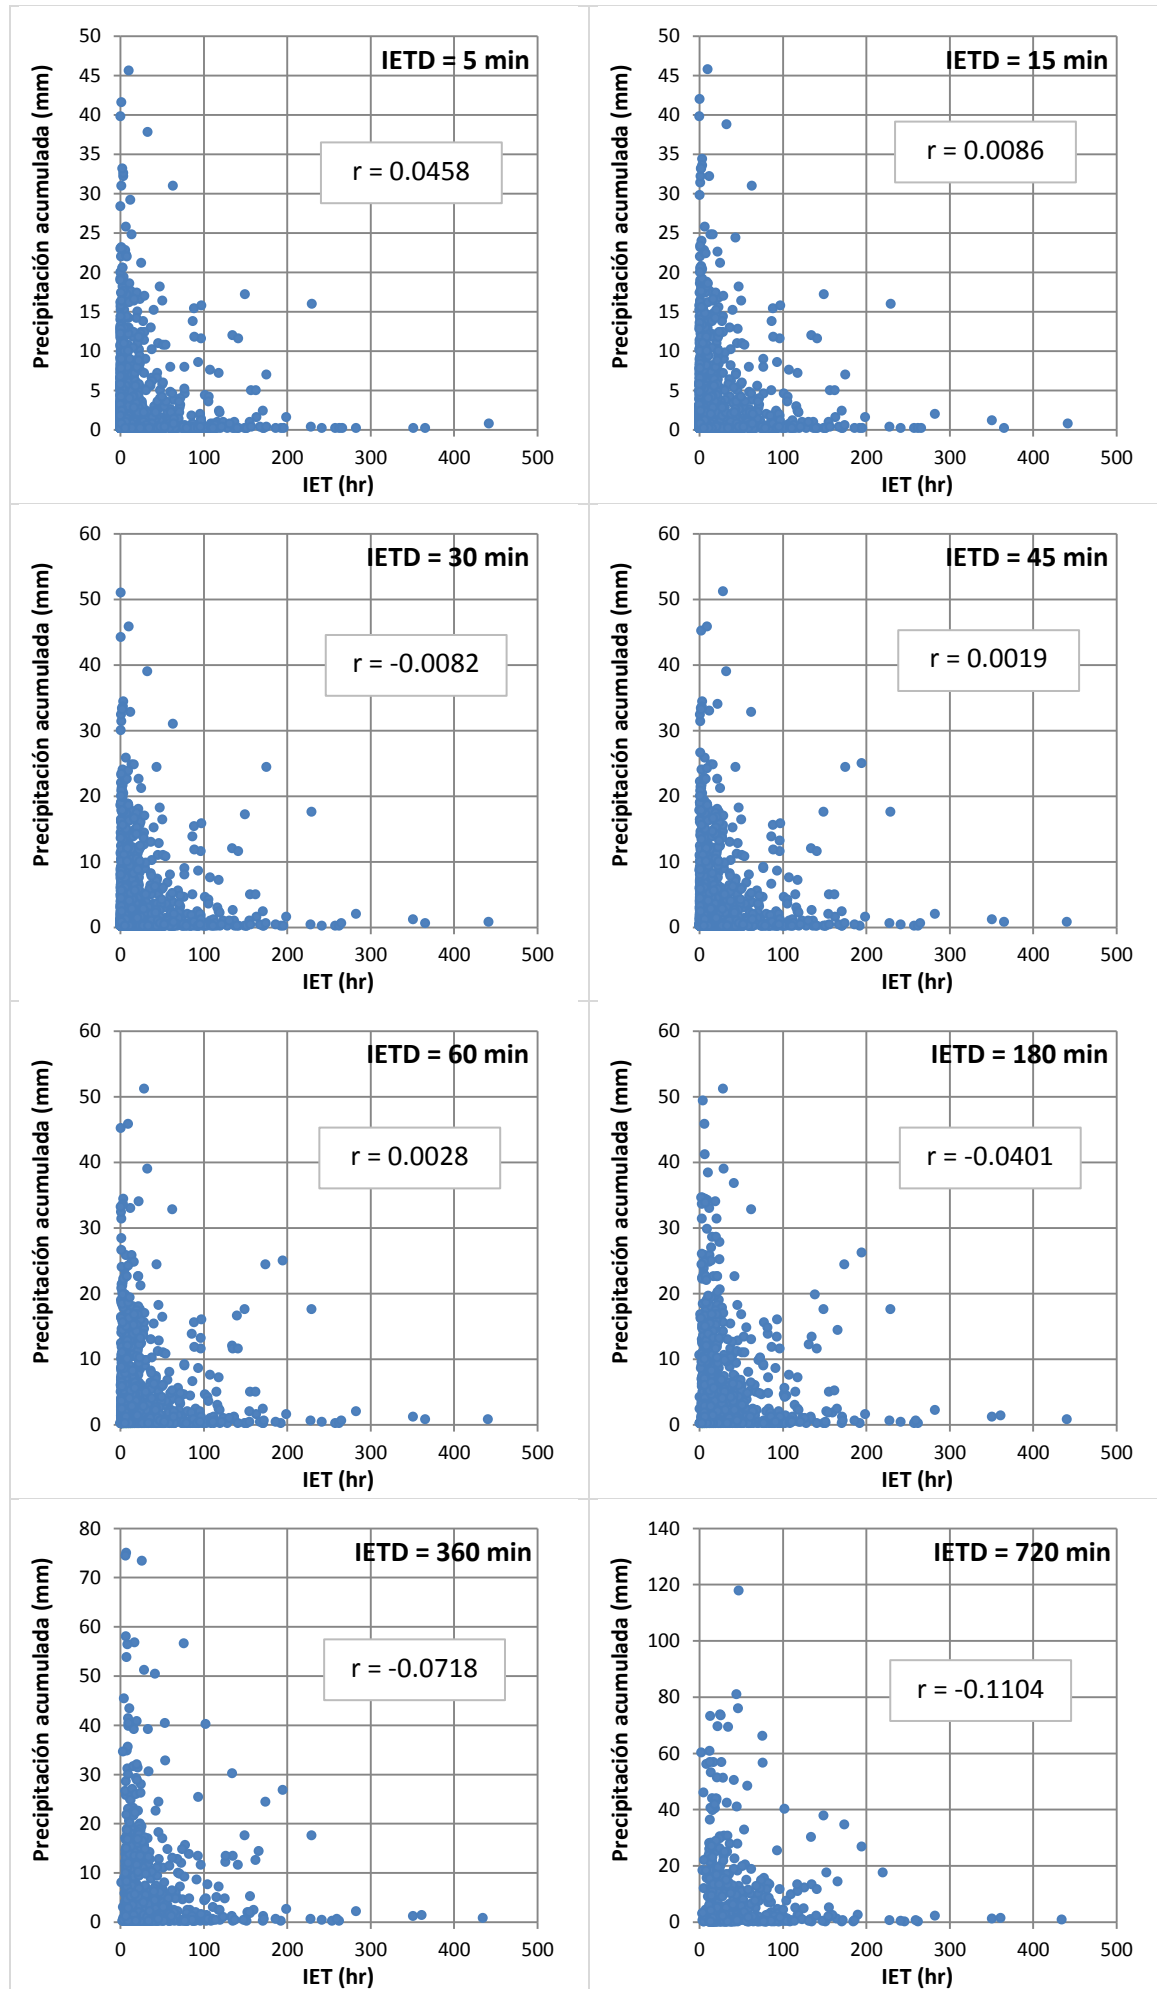 IETD = 5 min
r = 0.0458
Precipitación acumulada (mm)
50
45
40
35
30
25
20
15
10
5
0
0 100 200 300 400 500
IET (hr)
IETD = 15 min
r = 0.0086
Precipitación acumulada (mm)
50
45
40
35
30
25
20
15
10
5
0
0 100 200 300 400 500
IET (hr)
IETD = 30 min
r = -0.0082
Precipitación acumulada (mm)
60
50
40
30
20
10
0
0 100 200 300 400 500
IET (hr)
IETD = 45 min
r = 0.0019
Precipitación acumulada (mm)
60
50
40
30
20
10
0
0 100 200 300 400 500
IET (hr)
IETD = 60 min
r = 0.0028
Precipitación acumulada (mm)
60
50
40
30
20
10
0
0 100 200 300 400 500
IET (hr)
IETD = 180 min
r = -0.0401
Precipitación acumulada (mm)
60
50
40
30
20
10
0
0 100 200 300 400 500
IET (hr)
IETD = 360 min
r = -0.0718
Precipitación acumulada (mm)
80
70
60
50
40
30
20
10
0
0 100 200 300 400 500
IET (hr)
IETD = 720 min
r = -0.1104
Precipitación acumulada (mm)
140
120
100
80
60
40
20
0
0 100 200 300 400 500
IET (hr)